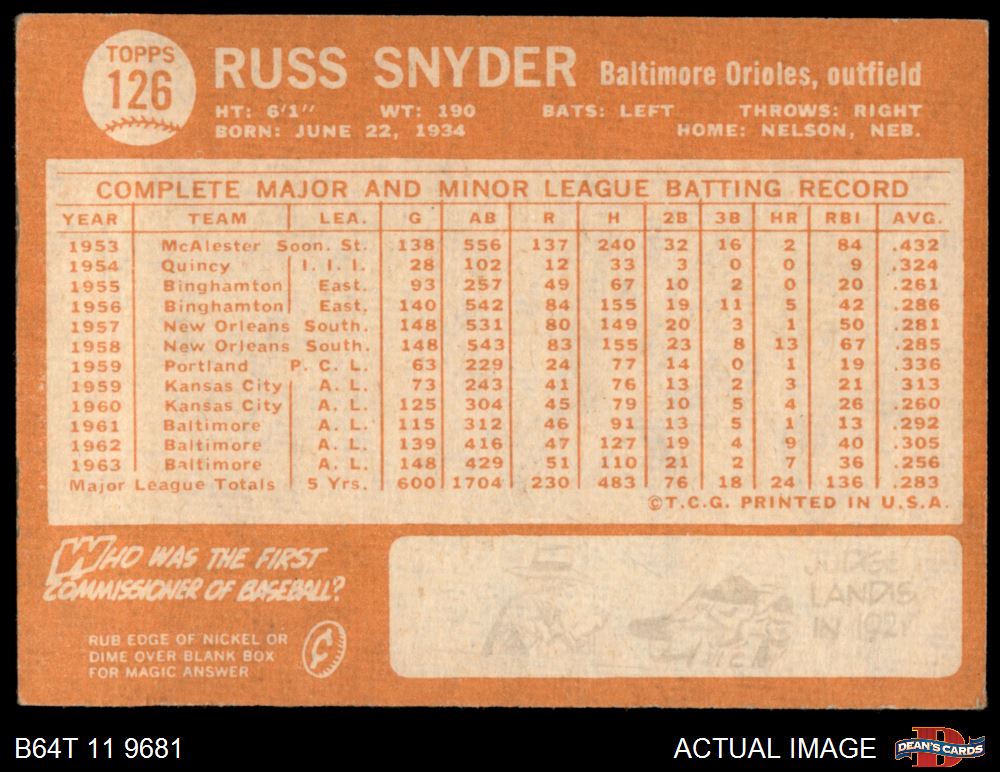 TOPPS
126
RUSS SNYDER Baltimore Orioles, outfield
HT: 6'1" WT: 190 BATS: LEFT THROWS: RIGHT
BORN: JUNE 22, 1934 HOME: NELSON, NEB.
COMPLETE MAJOR AND MINOR LEAGUE BATTING RECORD
YEAR TEAM LEA. G AB R H 2B 3B HR RBI AVG.
1953 McAlester Soon. St. 138 556 137 240 32 16 2 84 .432
1954 Quincy I. I. I. 28 102 12 33 3 0 0 9 .324
1955 Binghamton East. 93 257 49 67 10 2 0 20 .261
1956 Binghamton East. 140 542 84 155 19 11 5 42 .286
1957 New Orleans South. 148 531 80 149 20 3 1 50 .281
1958 New Orleans South. 148 543 83 155 23 8 13 67 .285
1959 Portland P. C. L. 63 229 24 77 14 0 1 19 .336
1959 Kansas City A. L. 73 243 41 76 13 2 3 21 .313
1960 Kansas City A. L. 125 304 45 79 10 5 4 26 .260
1961 Baltimore A. L. 115 312 46 91 13 5 1 13 .292
1962 Baltimore A. L. 139 416 47 127 19 4 9 40 .305
1963 Baltimore A. L. 148 429 51 110 21 2 7 36 .256
Major League Totals 5 Yrs. 600 1704 230 483 76 18 24 136 .283
©T.C.G. PRINTED IN U.S.A.
WHO WAS THE FIRST
COMMISSIONER OF BASEBALL?
RUB EDGE OF NICKEL OR
DIME OVER BLANK BOX
FOR MAGIC ANSWER
¢
JUDGE
LANDIS
IN 1921
B64T 11 9681
ACTUAL IMAGE
DEAN'S CARDS